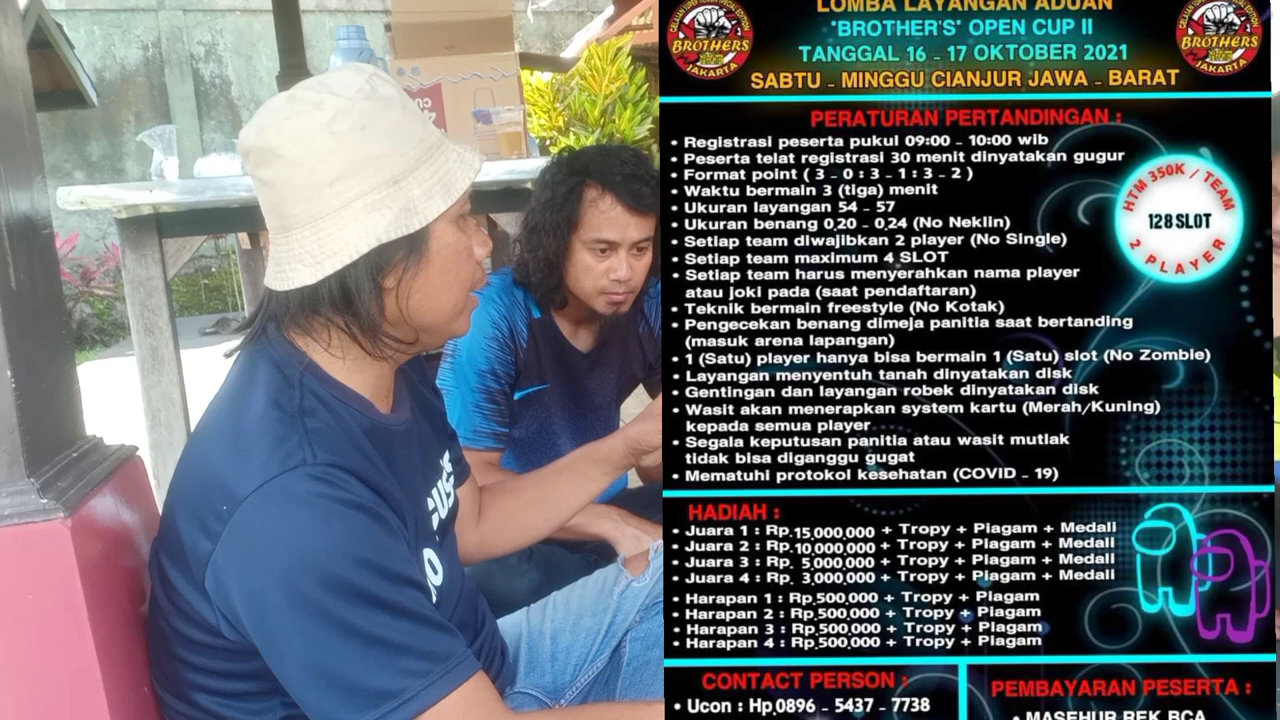 LOMBA LAYANGAN ADUAN
"BROTHER'S" OPEN CUP II
TANGGAL 16 - 17 OKTOBER 2021
SABTU - MINGGU CIANJUR JAWA - BARAT
BROTHERS
JAKARTA
BROTHERS
JAKARTA
PERATURAN PERTANDINGAN :
• Registrasi peserta pukul 09:00 - 10:00 wib
• Peserta telat registrasi 30 menit dinyatakan gugur
• Format point ( 3 - 0 : 3 - 1 : 3 - 2 )
• Waktu bermain 3 (tiga) menit
• Ukuran layangan 54 - 57
• Ukuran benang 0.20 - 0.24 (No Neklin)
• Setiap team diwajibkan 2 player (No Single)
• Setiap team maximum 4 SLOT
• Setiap team harus menyerahkan nama player
atau joki pada (saat pendaftaran)
• Teknik bermain freestyle (No Kotak)
• Pengecekan benang dimeja panitia saat bertanding
(masuk arena lapangan)
• 1 (Satu) player hanya bisa bermain 1 (Satu) slot (No Zombie)
• Layangan menyentuh tanah dinyatakan disk
• Gentingan dan layangan robek dinyatakan disk
• Wasit akan menerapkan system kartu (Merah/Kuning)
kepada semua player
• Segala keputusan panitia atau wasit mutlak
tidak bisa diganggu gugat
• Mematuhi protokol kesehatan (COVID - 19)
HTM 350K / TEAM
128 SLOT
2 PLAYER
HADIAH :
• Juara 1 : Rp.15.000.000 + Tropy + Piagam + Medali
• Juara 2 : Rp.10.000.000 + Tropy + Piagam + Medali
• Juara 3 : Rp. 5.000.000 + Tropy + Piagam + Medali
• Juara 4 : Rp. 3.000.000 + Tropy + Piagam + Medali
• Harapan 1 : Rp.500.000 + Tropy + Piagam
• Harapan 2 : Rp.500.000 + Tropy + Piagam
• Harapan 3 : Rp.500.000 + Tropy + Piagam
• Harapan 4 : Rp.500.000 + Tropy + Piagam
CONTACT PERSON :
• Ucon : Hp.0896 - 5437 - 7738
PEMBAYARAN PESERTA :
• MASEHUR REK BCA